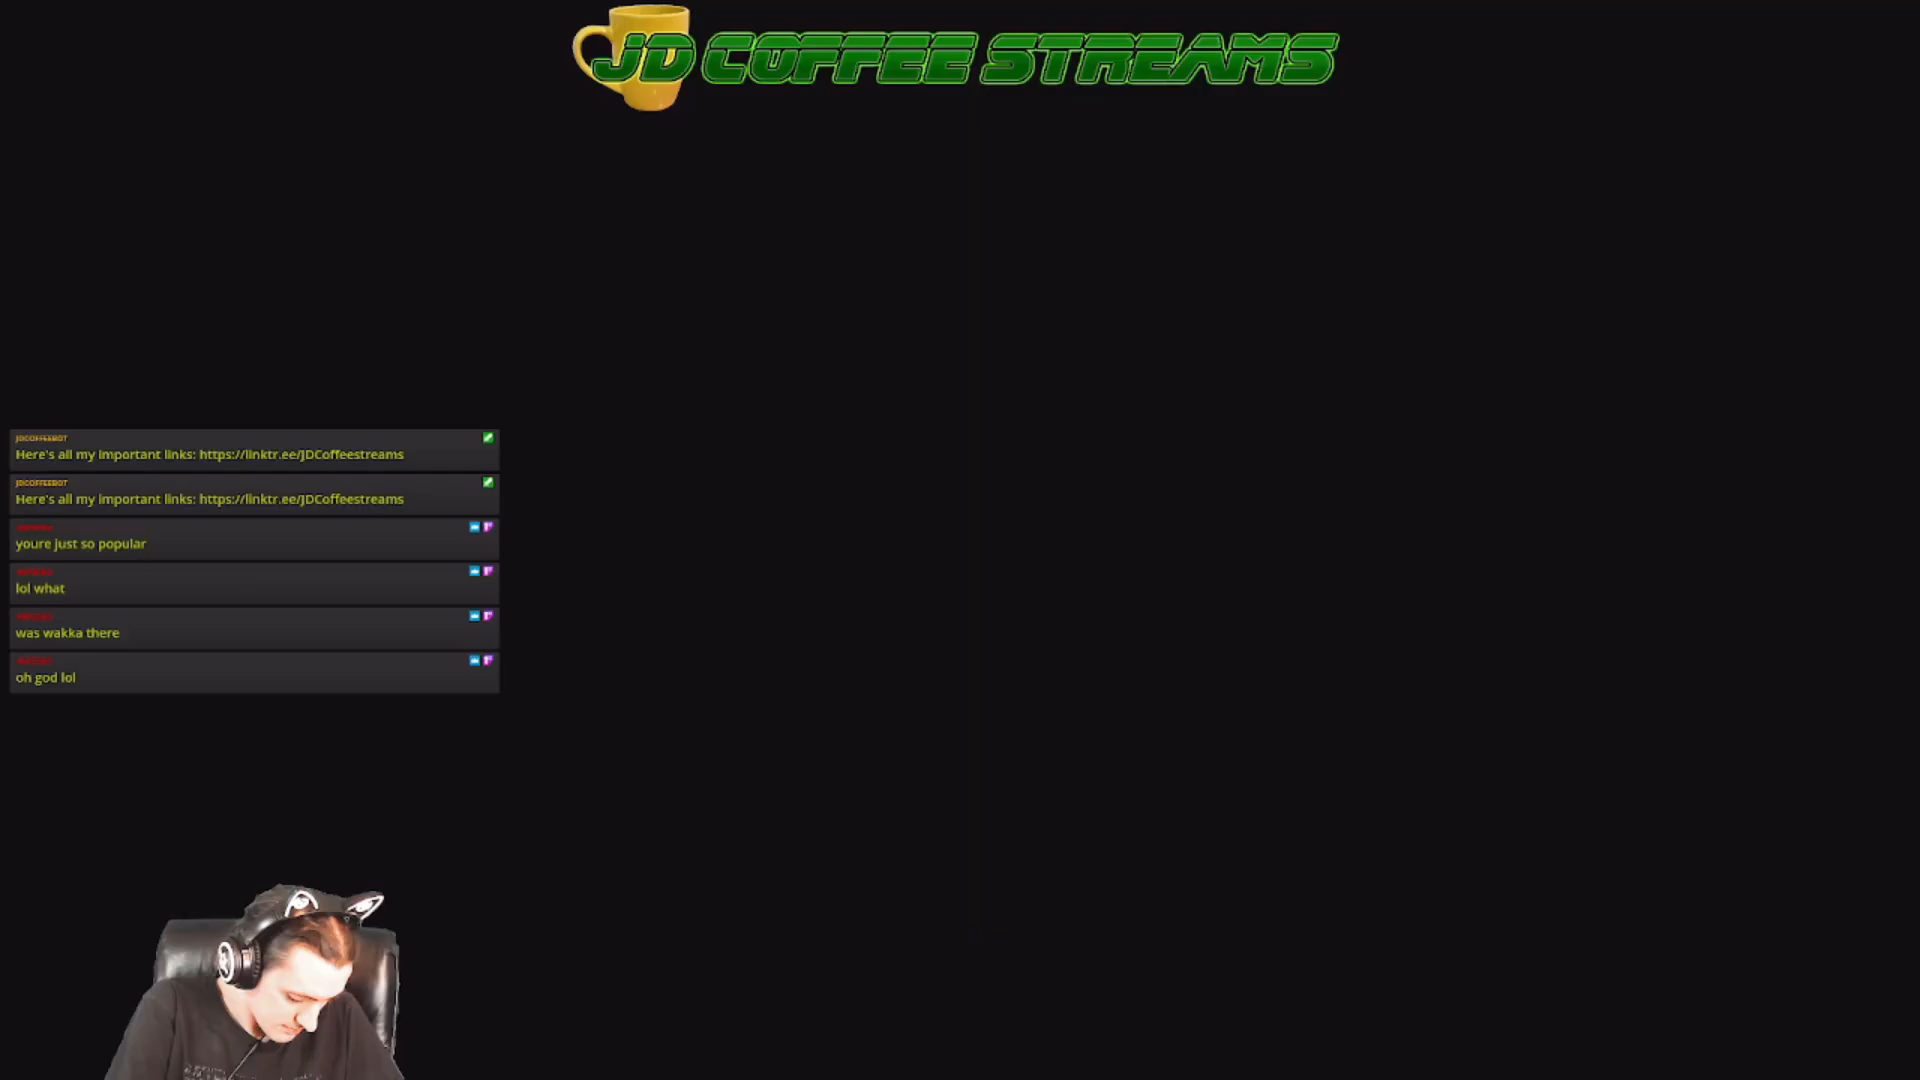 JD COFFEE STREAMS
JDCOFFEEBOT
Here's all my important links: https://linktr.ee/JDCoffeestreams
JDCOFFEEBOT
Here's all my important links: https://linktr.ee/JDCoffeestreams
youre just so popular
lol what
was wakka there
oh god lol